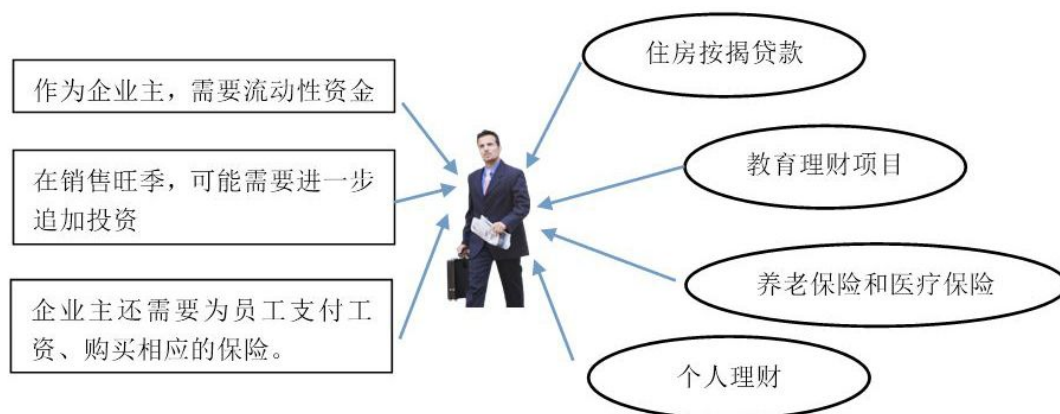 作为企业主，需要流动性资金
在销售旺季，可能需要进一步
追加投资
企业主还需要为员工支付工
资、购买相应的保险。
住房按揭贷款
教育理财项目
养老保险和医疗保险
个人理财